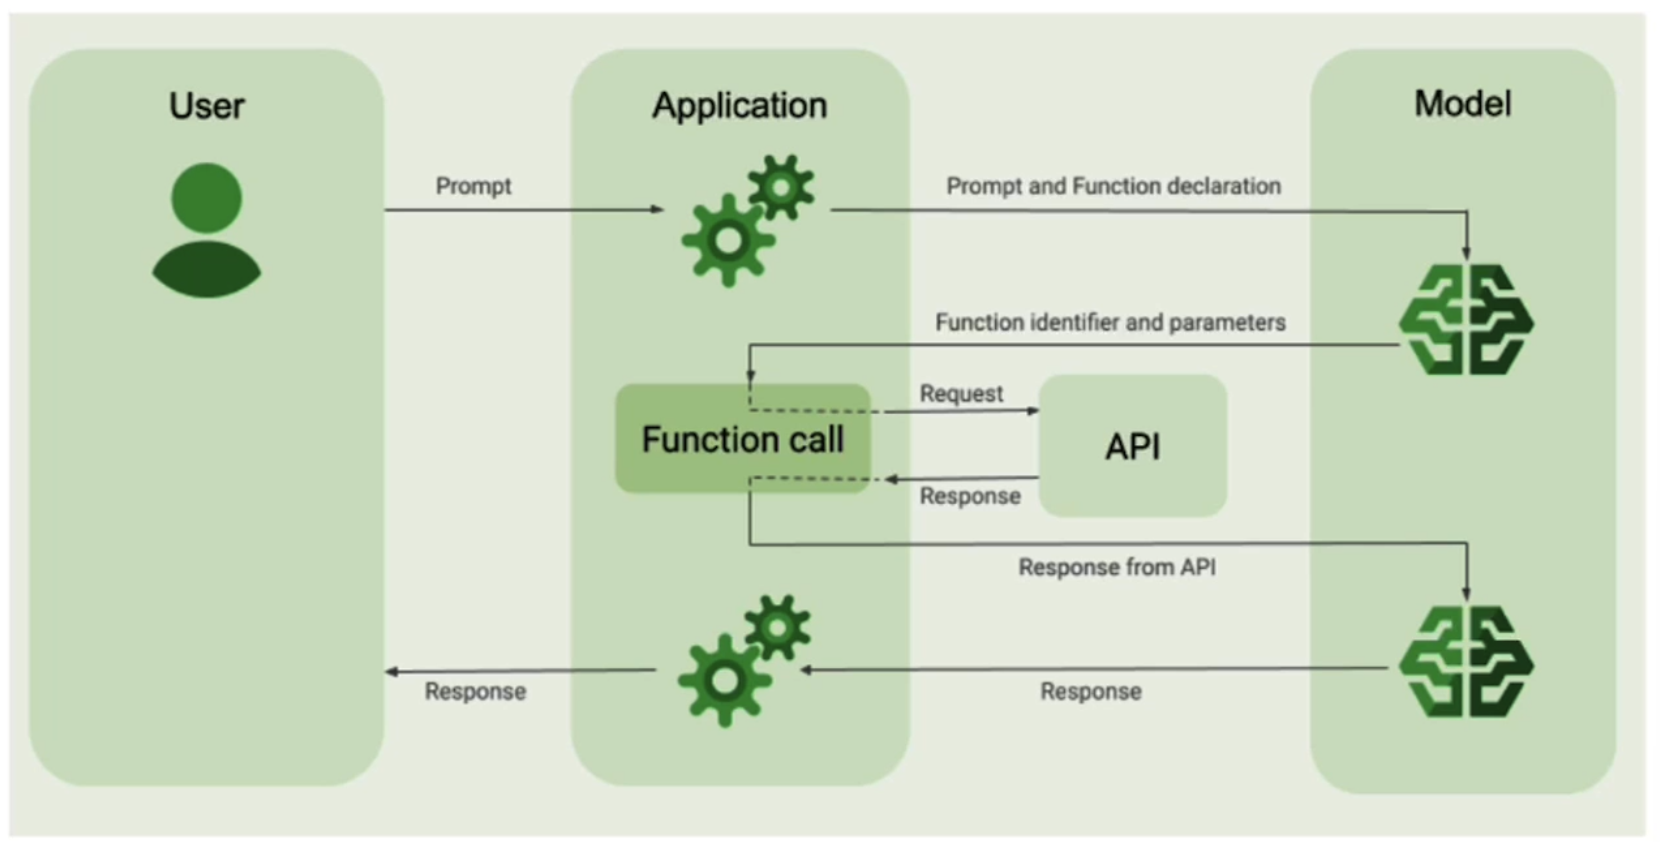 User
Application
Model
Prompt
Prompt and Function declaration
Function identifier and parameters
Request
Function call
API
Response
Response from API
Response
Response